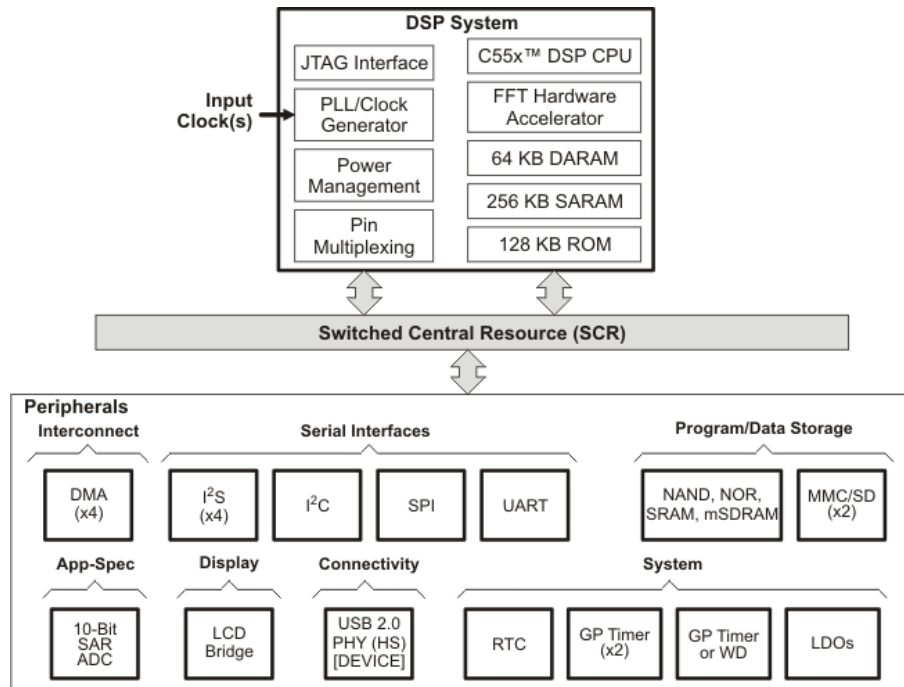 DSP System
JTAG Interface
C55x™ DSP CPU
Input
Clock(s)
PLL/Clock
Generator
FFT Hardware
Accelerator
Power
Management
64 KB DARAM
256 KB SARAM
Pin
Multiplexing
128 KB ROM
Switched Central Resource (SCR)
Peripherals
Interconnect
Serial Interfaces
Program/Data Storage
DMA
(x4)
I²S
(x4)
I²C
SPI
UART
NAND, NOR,
SRAM, mSDRAM
MMC/SD
(x2)
App-Spec
Display
Connectivity
System
10-Bit
SAR
ADC
LCD
Bridge
USB 2.0
PHY (HS)
[DEVICE]
RTC
GP Timer
(x2)
GP Timer
or WD
LDOs